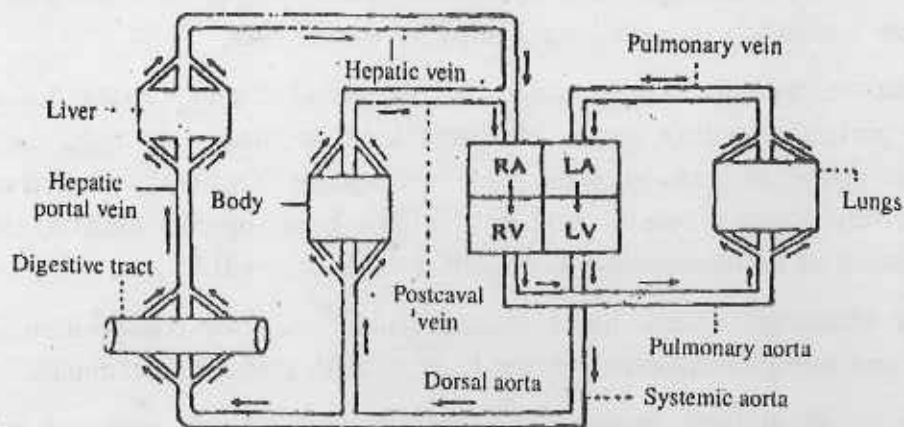 Hepatic vein
Pulmonary vein
Liver
RA
LA
Hepatic
portal vein
Body
Lungs
RV
LV
Digestive tract
Postcaval
vein
Pulmonary aorta
Dorsal aorta
Systemic aorta